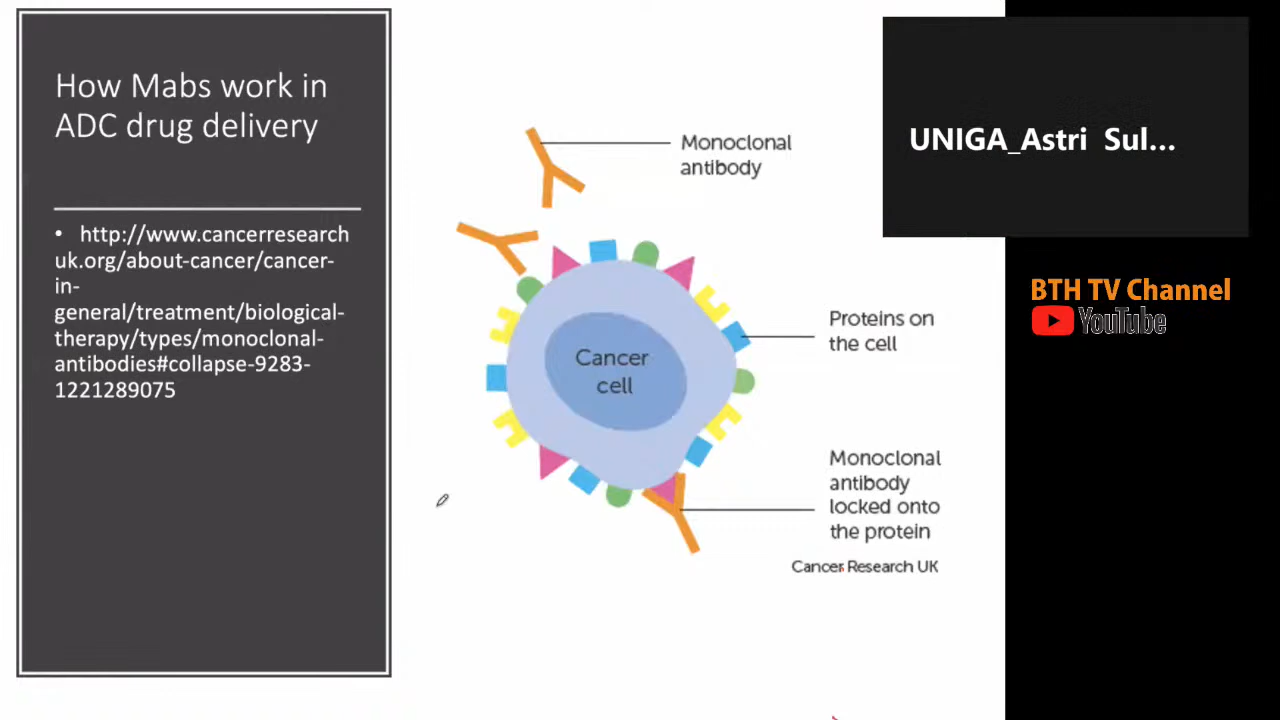 How Mabs work in
ADC drug delivery
• http://www.cancerresearch
uk.org/about-cancer/cancer-
in-
general/treatment/biological-
therapy/types/monoclonal-
antibodies#collapse-9283-
1221289075
Monoclonal
antibody
Proteins on
the cell
Cancer
cell
Monoclonal
antibody
locked onto
the protein
Cancer Research UK
UNIGA_Astri Sul...
BTH TV Channel
YouTube